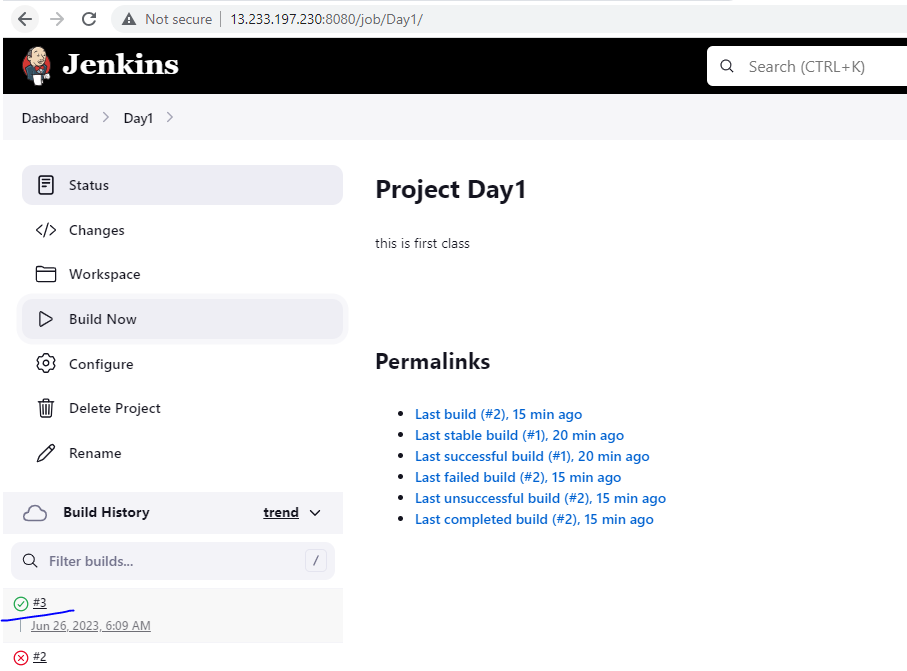 Not secure 13.233.197.230:8080/job/Day1/
Jenkins
Search (CTRL+K)
Dashboard Day1
Status
Changes
Workspace
Build Now
Configure
Delete Project
Rename
Build History trend
Filter builds... /
#3
Jun 26, 2023, 6:09 AM
#2
Project Day1
this is first class
Permalinks
Last build (#2), 15 min ago
Last stable build (#1), 20 min ago
Last successful build (#1), 20 min ago
Last failed build (#2), 15 min ago
Last unsuccessful build (#2), 15 min ago
Last completed build (#2), 15 min ago